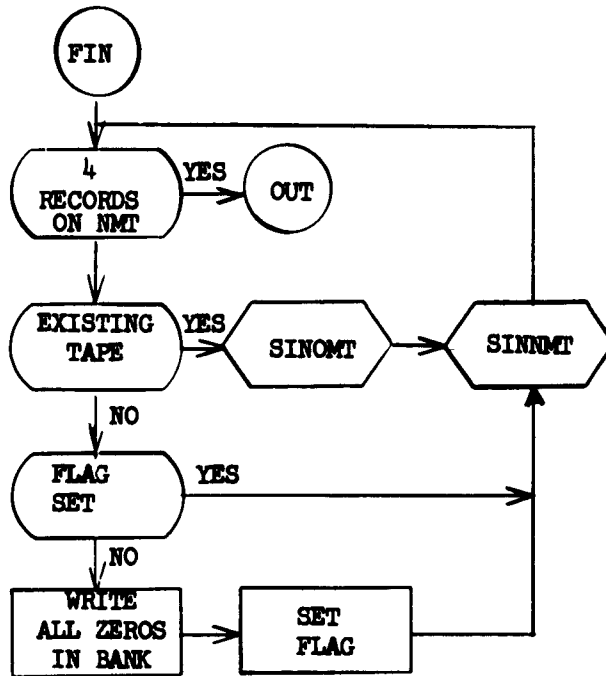 FIN
4
RECORDS
ON NMT
YES
OUT
EXISTING
TAPE
YES
SINOMT
SINNMT
NO
FLAG
SET
YES
NO
WRITE
ALL ZEROS
IN BANK
SET
FLAG